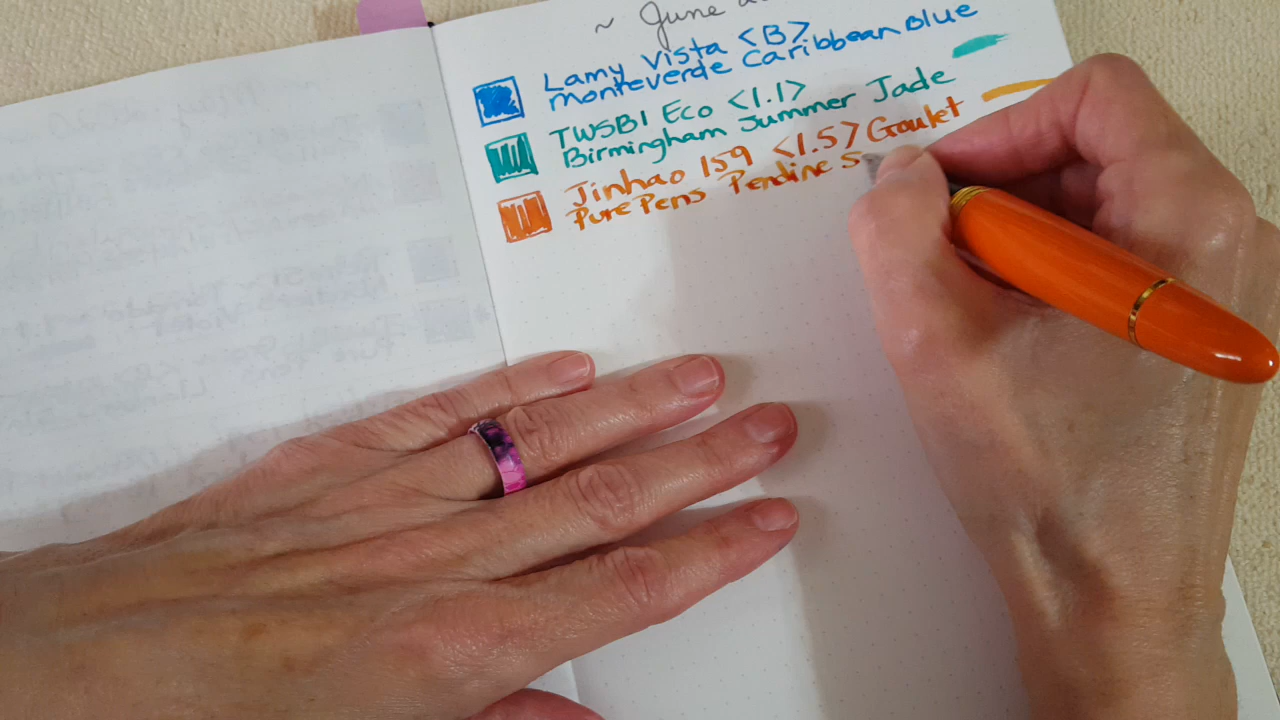 ~ June
Lamy Vista <B>
Monteverde Caribbean Blue
TWSBI Eco <1.1>
Birmingham Summer Jade
Jinhao 159 <1.5> Goulet
Pure Pens Pendine S